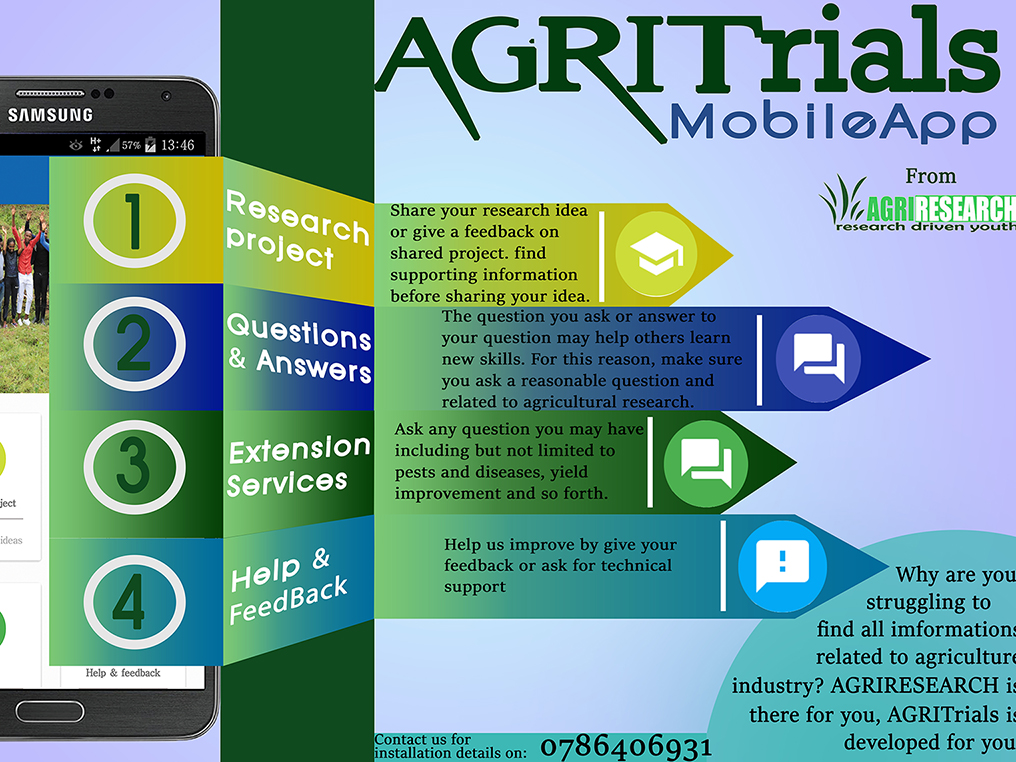 AGRITrials
MobileApp
From
AGRIRESEARCH
research driven youth
SAMSUNG
H+ 57% 13:46
1
Research
project
Share your research idea
or give a feedback on
shared project. find
supporting information
before sharing your idea.
2
Questions
& Answers
The question you ask or answer to
your question may help others learn
new skills. For this reason, make sure
you ask a reasonable question and
related to agricultural research.
3
Extension
Services
Ask any question you may have
including but not limited to
pests and diseases, yield
improvement and so forth.
4
Help &
FeedBack
Help us improve by give your
feedback or ask for technical
support
ject
ideas
Help & feedback
Why are you
struggling to
find all imformations
related to agriculture
industry? AGRIRESEARCH is
there for you, AGRITrials is
developed for you
Contact us for
installation details on: 0786406931